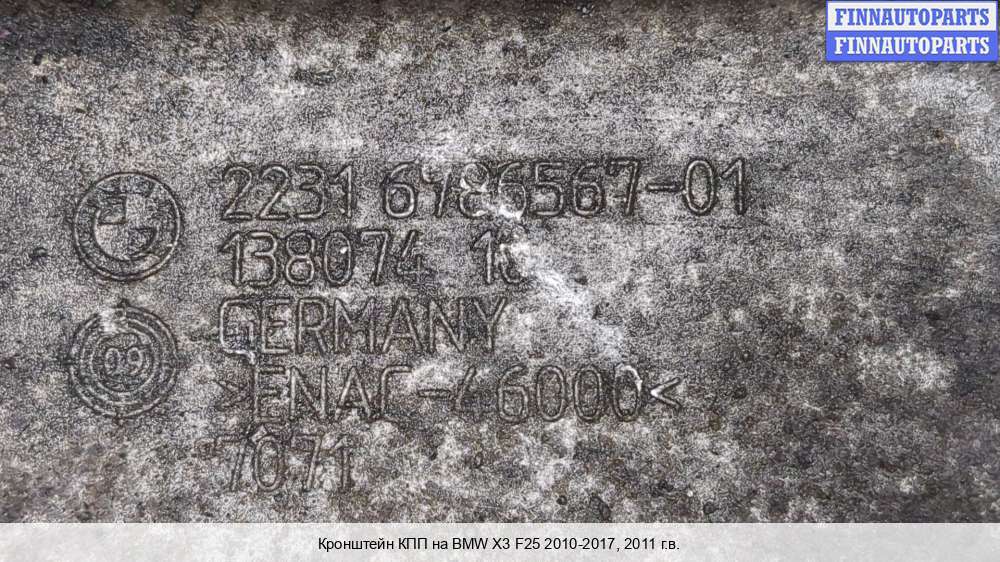 FINNAUTOPARTS
FINNAUTOPARTS
2231 6786567-01
138074 10
GERMANY
>ENAC-46000<
09
7071
Кронштейн КПП на BMW X3 F25 2010-2017, 2011 г.в.